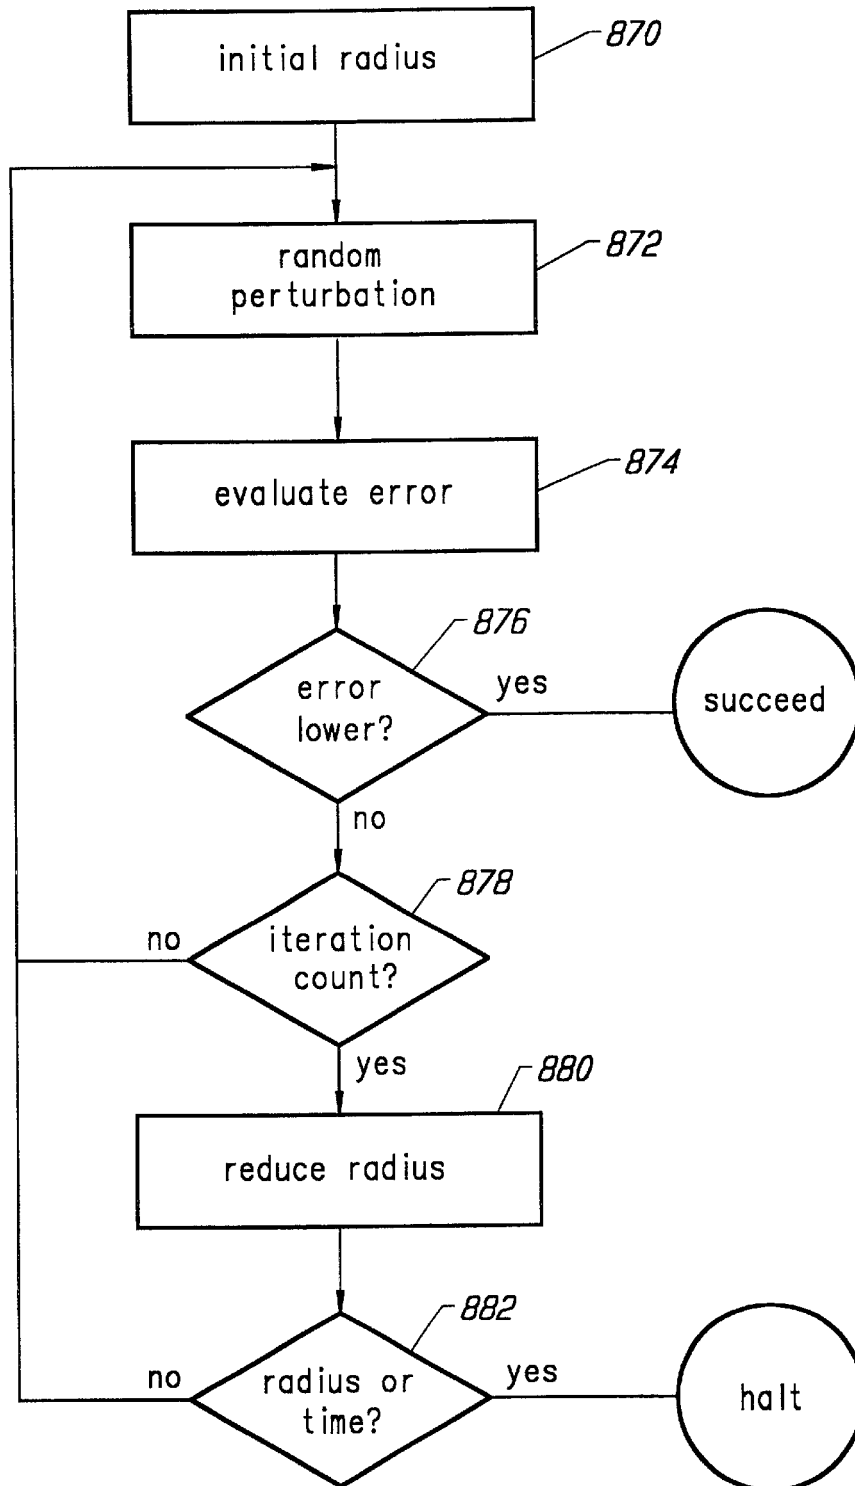 initial radius
870
random
perturbation
872
evaluate error
874
876
error
lower?
yes
succeed
no
878
no
iteration
count?
yes
880
reduce radius
882
no
radius or
time?
yes
halt